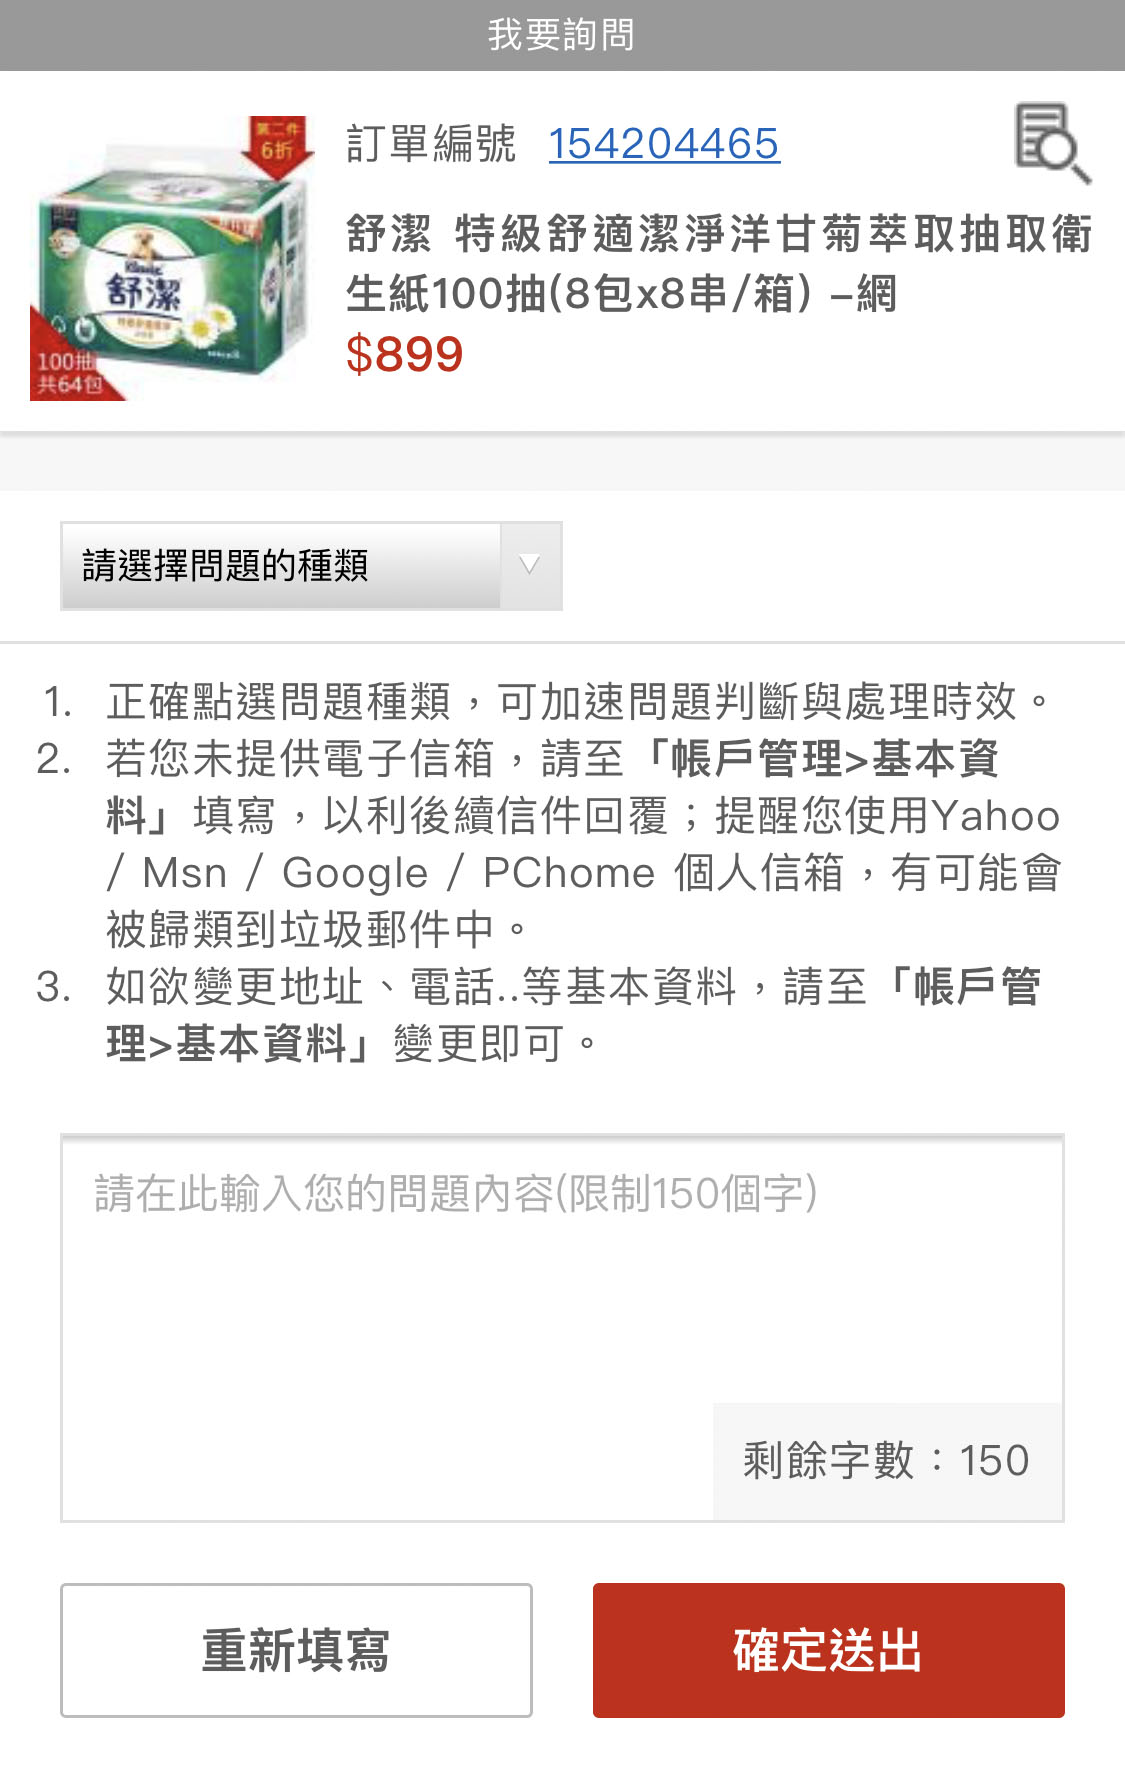 我要詢問
第二件
6折
訂單編號 154204465
舒潔 特級舒適潔淨洋甘菊萃取抽取衛
生紙100抽(8包x8串/箱) –網
$899
Kleenex
舒潔
100抽
共64包
請選擇問題的種類
1. 正確點選問題種類，可加速問題判斷與處理時效。
2. 若您未提供電子信箱，請至「帳戶管理>基本資
料」填寫，以利後續信件回覆；提醒您使用Yahoo
/ Msn / Google / PChome 個人信箱，有可能會
被歸類到垃圾郵件中。
3. 如欲變更地址、電話..等基本資料，請至「帳戶管
理>基本資料」變更即可。
請在此輸入您的問題內容(限制150個字)
剩餘字數：150
重新填寫
確定送出